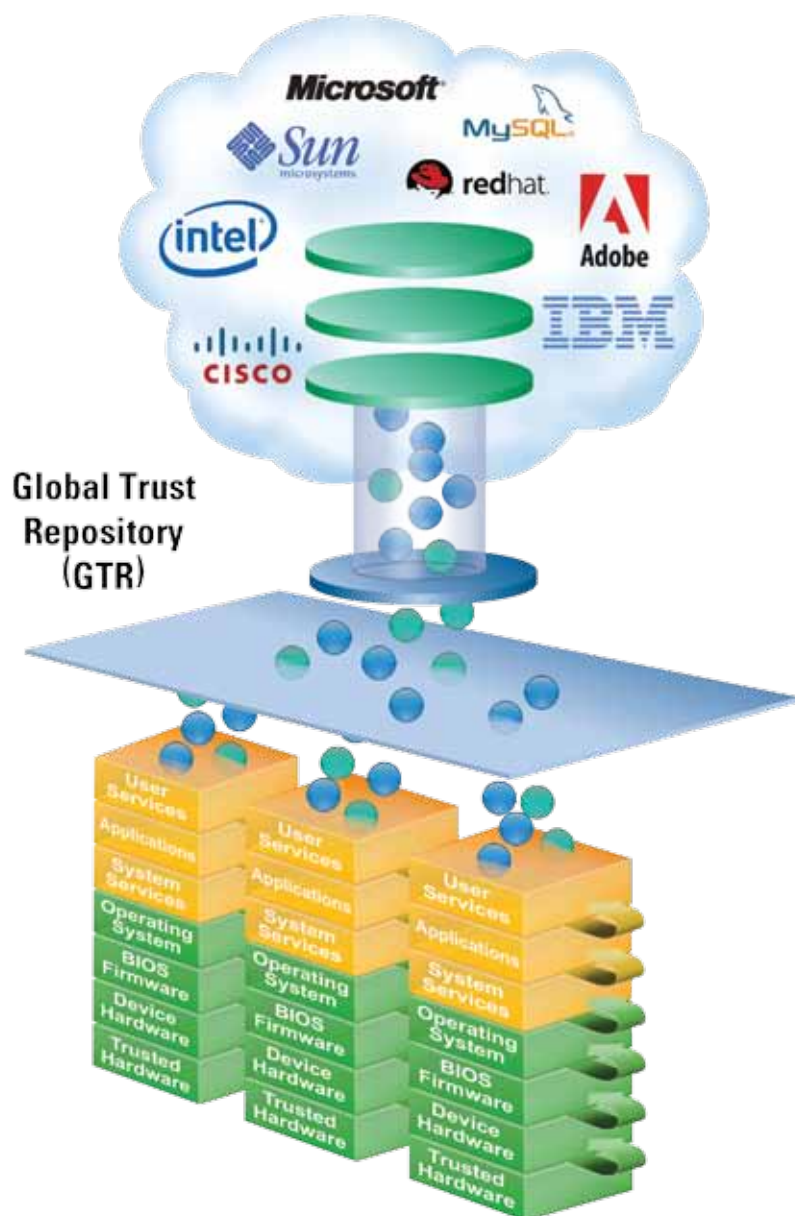 Microsoft
MySQL
Sun
microsystems
redhat.
intel
Adobe
IBM
CISCO
Global Trust
Repository
(GTR)
User
Services
Applications
System
Services
Operating
System
BIOS
Firmware
Device
Hardware
Trusted
Hardware
User
Services
Applications
System
Services
Operating
System
BIOS
Firmware
Device
Hardware
Trusted
Hardware
User
Services
Applications
System
Services
Operating
System
BIOS
Firmware
Device
Hardware
Trusted
Hardware